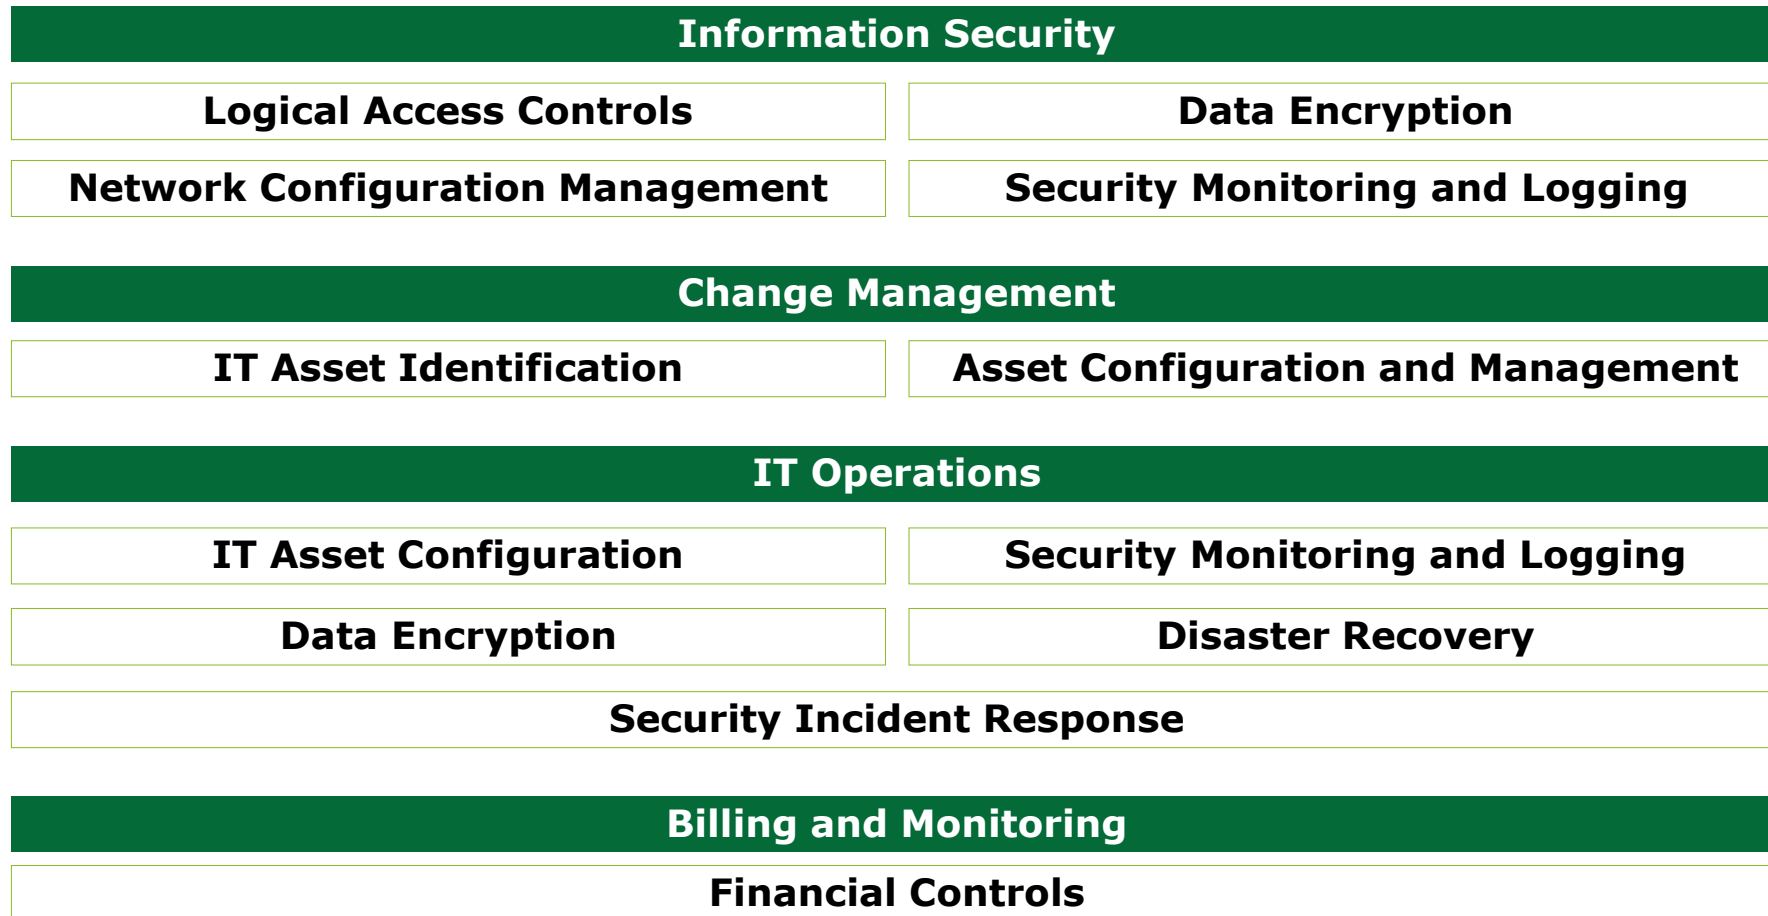 Information Security
Logical Access Controls
Data Encryption
Network Configuration Management
Security Monitoring and Logging
Change Management
IT Asset Identification
Asset Configuration and Management
IT Operations
IT Asset Configuration
Security Monitoring and Logging
Data Encryption
Disaster Recovery
Security Incident Response
Billing and Monitoring
Financial Controls